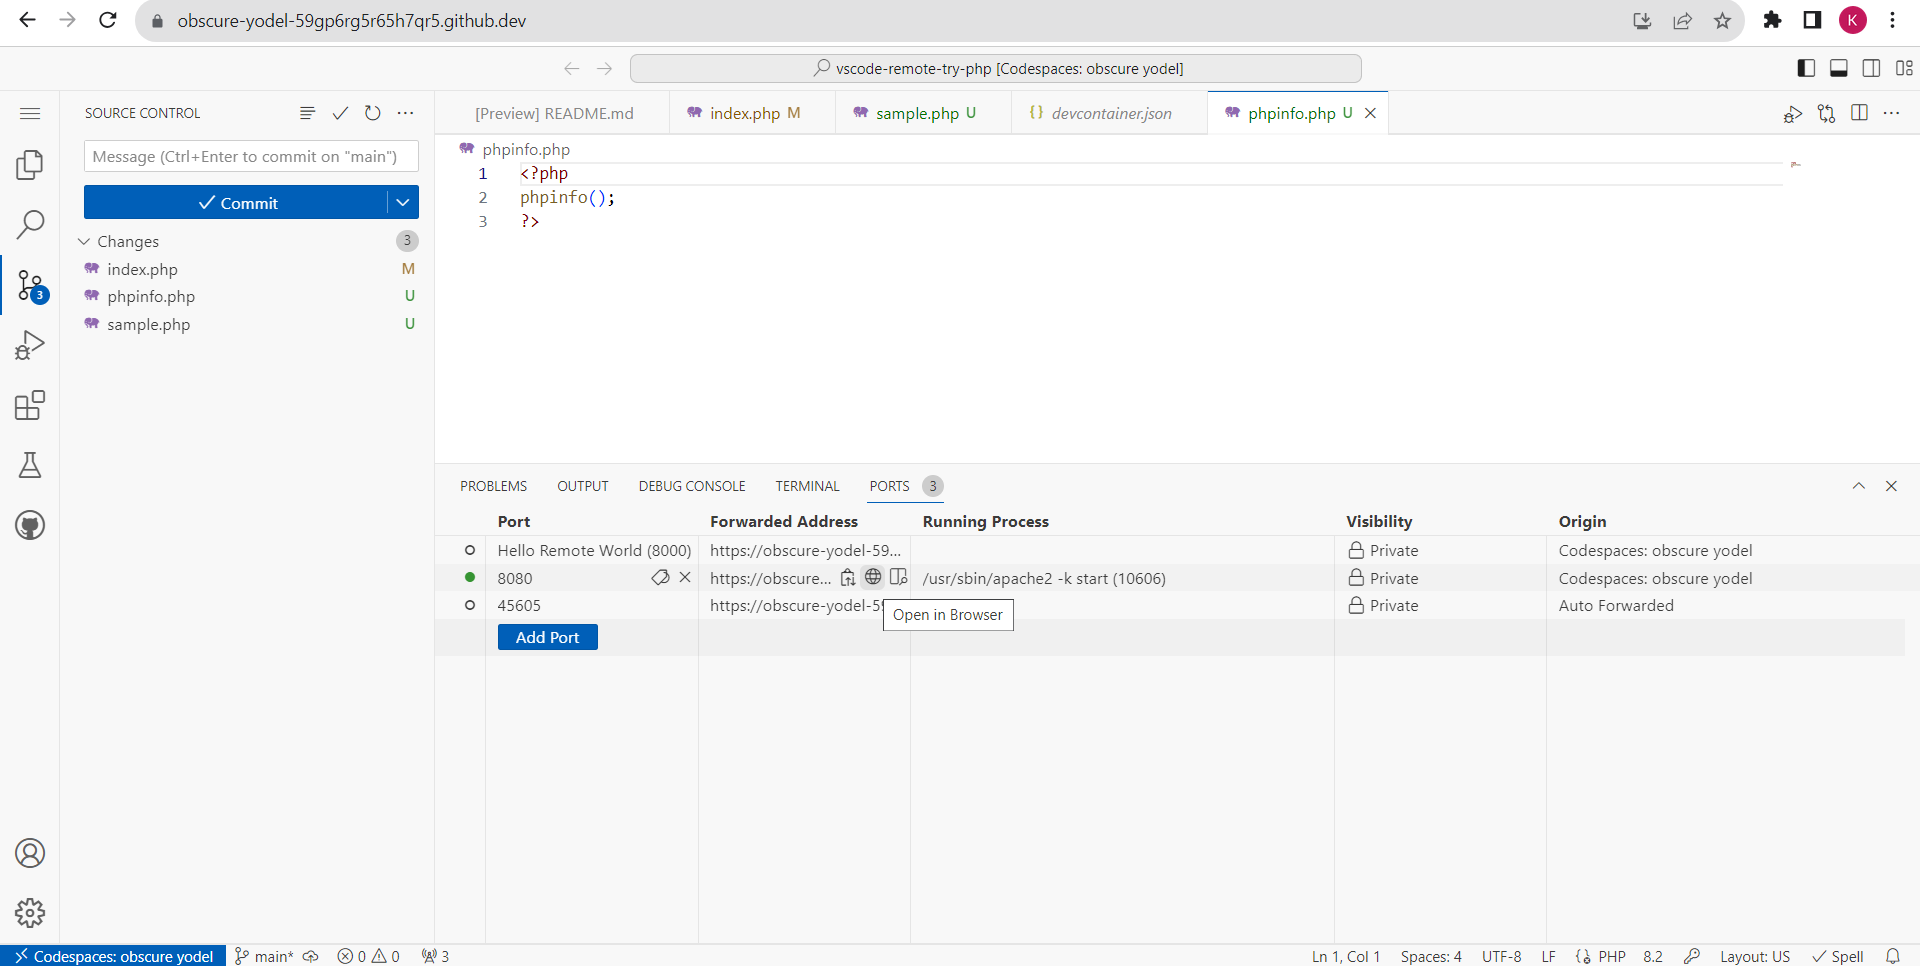 obscure-yodel-59gp6rg5r65h7qr5.github.dev
K
vscode-remote-try-php [Codespaces: obscure yodel]
SOURCE CONTROL
[Preview] README.md
index.php M
sample.php U
{} devcontainer.json
phpinfo.php U
Message (Ctrl+Enter to commit on "main")
Commit
Changes 3
index.php M
phpinfo.php U
sample.php U
3
phpinfo.php
1 <?php
2 phpinfo();
3 ?>
PROBLEMS OUTPUT DEBUG CONSOLE TERMINAL PORTS 3
Port Forwarded Address Running Process Visibility Origin
Hello Remote World (8000) https://obscure-yodel-59... Private Codespaces: obscure yodel
8080 https://obscure... /usr/sbin/apache2 -k start (10606) Private Codespaces: obscure yodel
45605 https://obscure-yodel-5 Private Auto Forwarded
Open in Browser
Add Port
Codespaces: obscure yodel main* 0 0 3 Ln 1, Col 1 Spaces: 4 UTF-8 LF PHP 8.2 Layout: US Spell